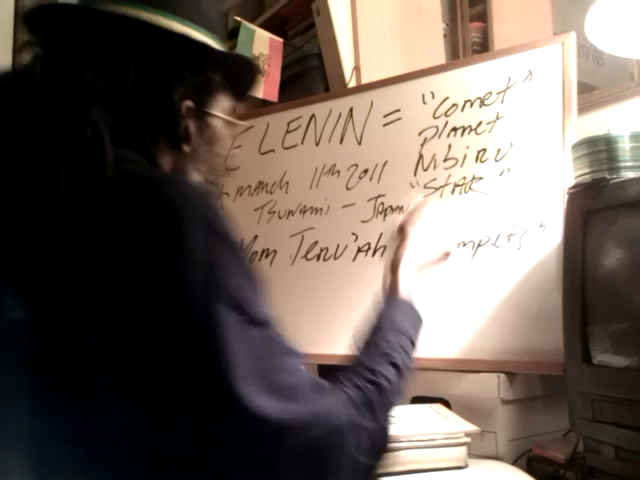 ELENIN = "Comet"
planet
Nibiru
"STAR"
+ march 11th 2011
Tsunami - Japan
Yom Teru'ah